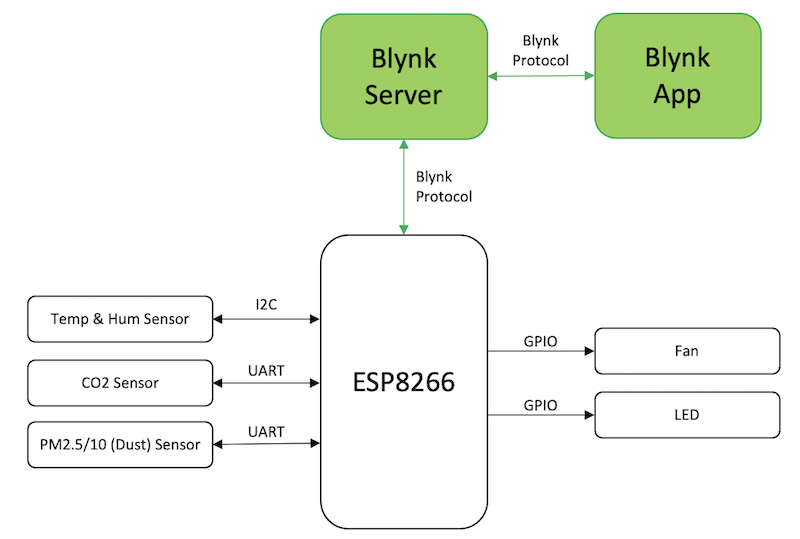 Blynk
Server
Blynk
Protocol
Blynk
App
Blynk
Protocol
Temp & Hum Sensor
I2C
CO2 Sensor
UART
PM2.5/10 (Dust) Sensor
UART
ESP8266
GPIO
Fan
GPIO
LED